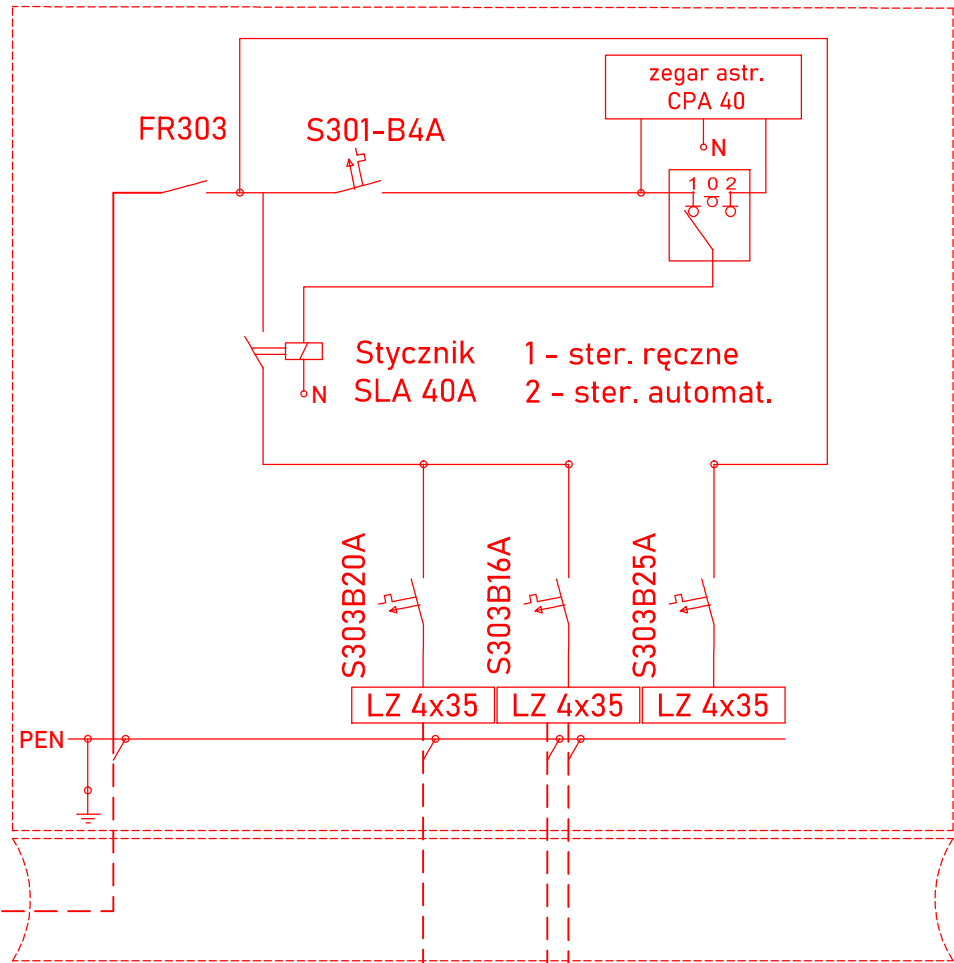 zegar astr.
CPA 40
FR303
S301-B4A
N
1 0 2
Stycznik
SLA 40A
N
1 - ster. ręczne
2 - ster. automat.
S303B20A
S303B16A
S303B25A
LZ 4x35
LZ 4x35
LZ 4x35
PEN